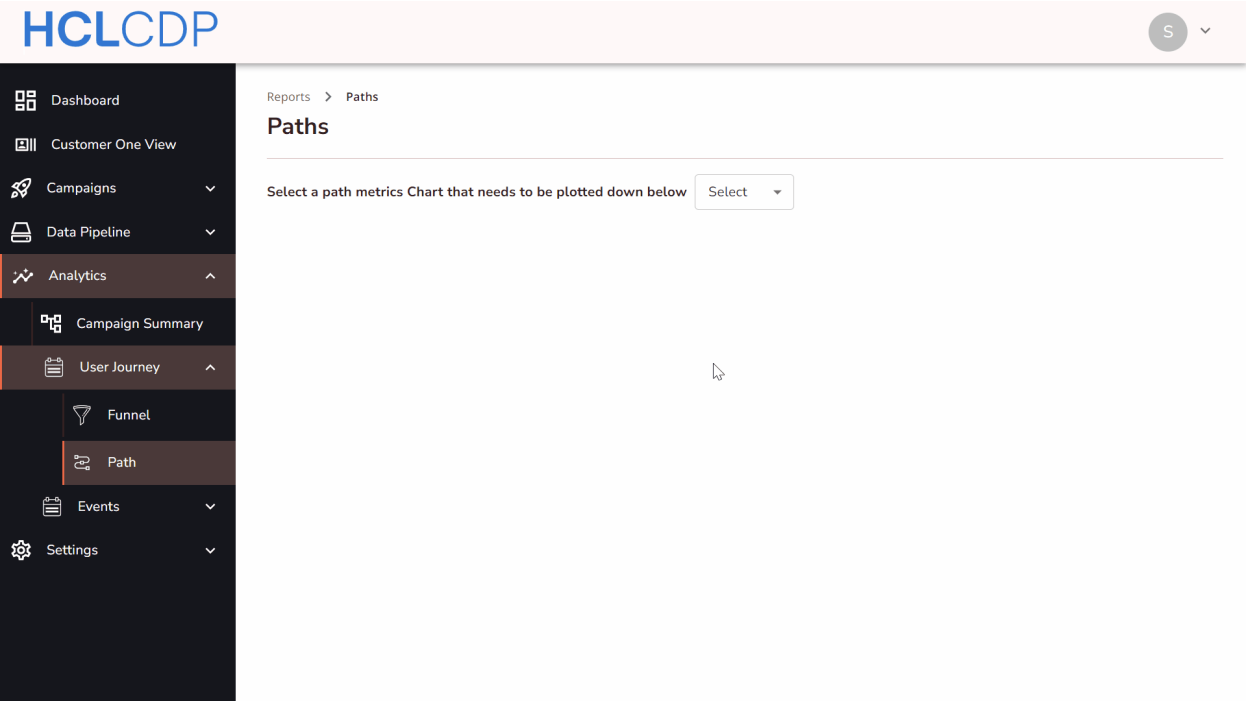 HCLCDP
S
Dashboard
Customer One View
Campaigns
Data Pipeline
Analytics
Campaign Summary
User Journey
Funnel
Path
Events
Settings
Reports > Paths
Paths
Select a path metrics Chart that needs to be plotted down below Select